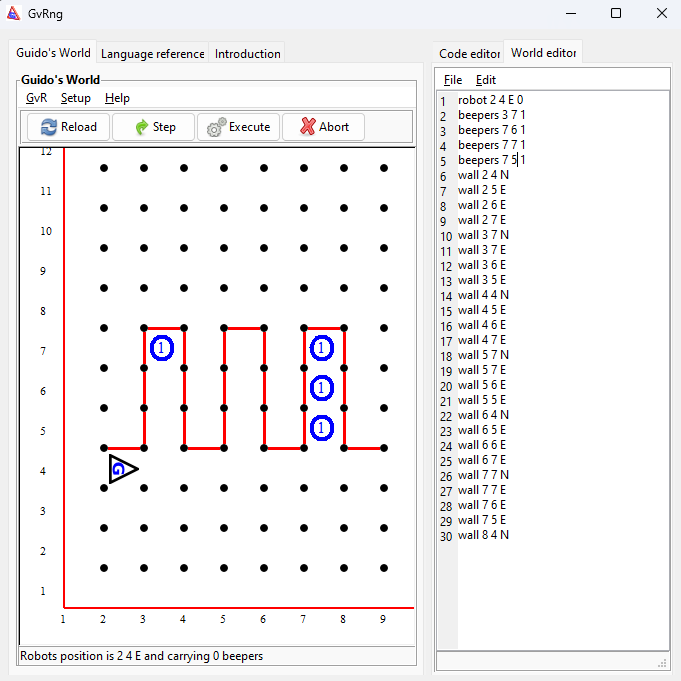 GvRng
Guido's World Language reference Introduction
Guido's World
GvR Setup Help
Reload Step Execute Abort
12
11
10
9
8
7 1 1
6 1
5 1
4 G
3
2
1
1 2 3 4 5 6 7 8 9
Robots position is 2 4 E and carrying 0 beepers
Code editor World editor
File Edit
1 robot 2 4 E 0
2 beepers 3 7 1
3 beepers 7 6 1
4 beepers 7 7 1
5 beepers 7 5 1
6 wall 2 4 N
7 wall 2 5 E
8 wall 2 6 E
9 wall 2 7 E
10 wall 3 7 N
11 wall 3 7 E
12 wall 3 6 E
13 wall 3 5 E
14 wall 4 4 N
15 wall 4 5 E
16 wall 4 6 E
17 wall 4 7 E
18 wall 5 7 N
19 wall 5 7 E
20 wall 5 6 E
21 wall 5 5 E
22 wall 6 4 N
23 wall 6 5 E
24 wall 6 6 E
25 wall 6 7 E
26 wall 7 7 N
27 wall 7 7 E
28 wall 7 6 E
29 wall 7 5 E
30 wall 8 4 N